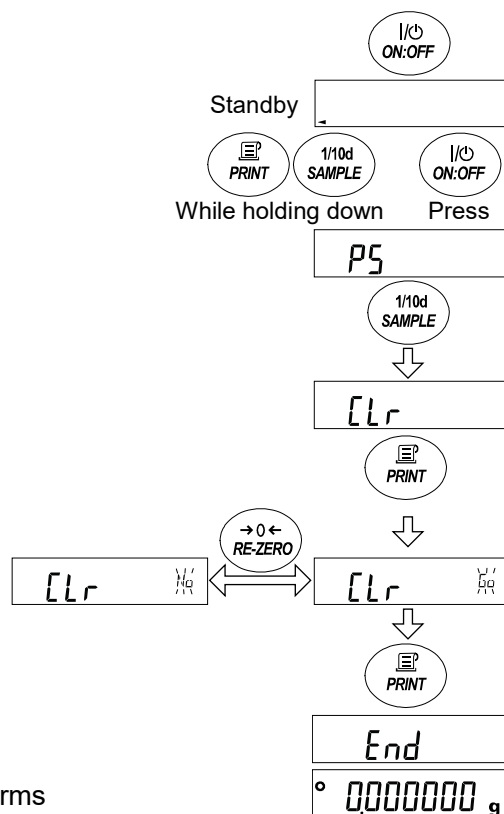 I/⏻
ON:OFF
Standby
PRINT 1/10d SAMPLE I/⏻ ON:OFF
While holding down Press
PS
1/10d
SAMPLE
CLr
PRINT
→0←
RE-ZERO
CLr No CLr Go
PRINT
End
rms
0.000000 g